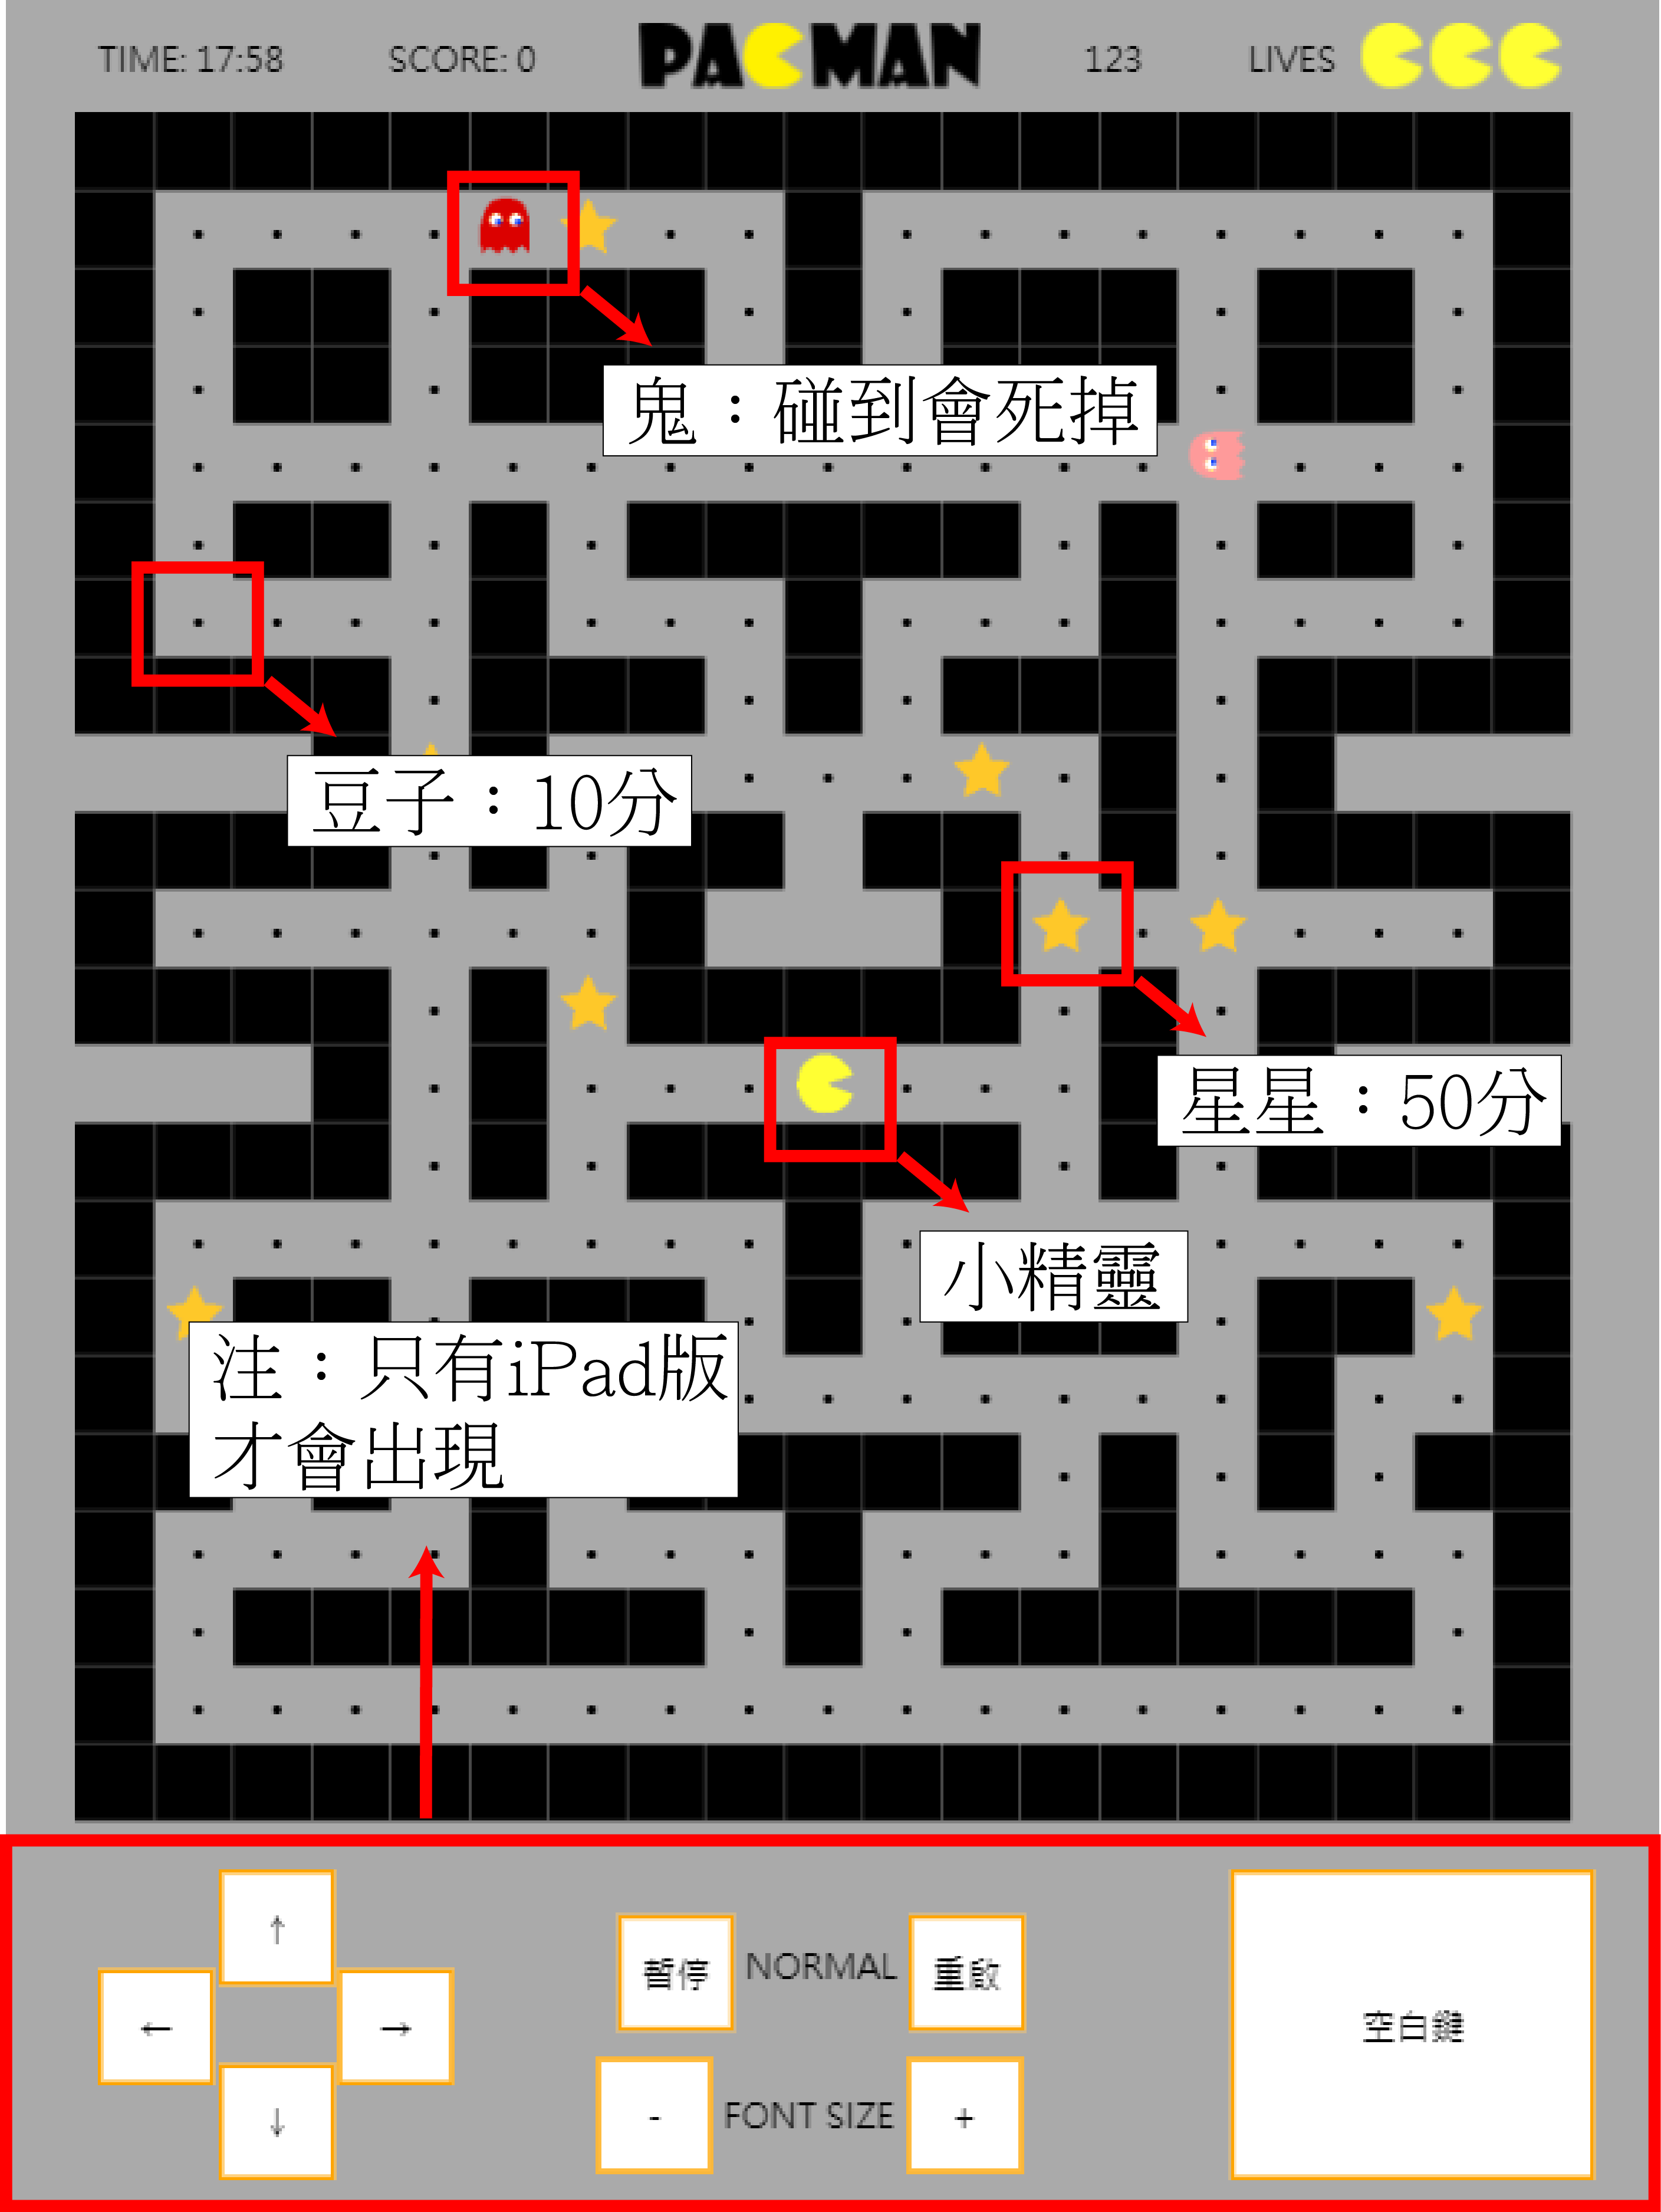 TIME: 17:58 SCORE: 0 PACMAN 123 LIVES
鬼：碰到會死掉
豆子：10分
星星：50分
小精靈
注：只有iPad版
才會出現
↑
← →
↓
暫停 NORMAL 重啟
- FONT SIZE +
空白鍵